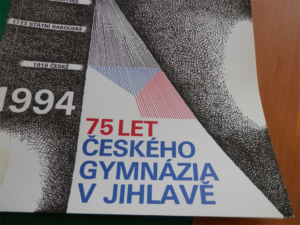 1773 STÁTNÍ RAKOUSKÉ
1919 ČESKÉ
1994
75 LET
ČESKÉHO
GYMNÁZIA
V JIHLAVĚ